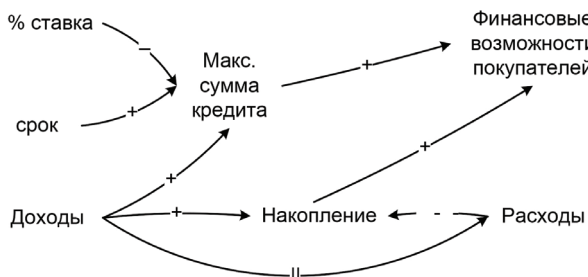 % ставка
срок
Доходы
Макс.
сумма
кредита
Финансовые
возможности
покупателей
Накопление
Расходы
–
+
+
+
+
+
-